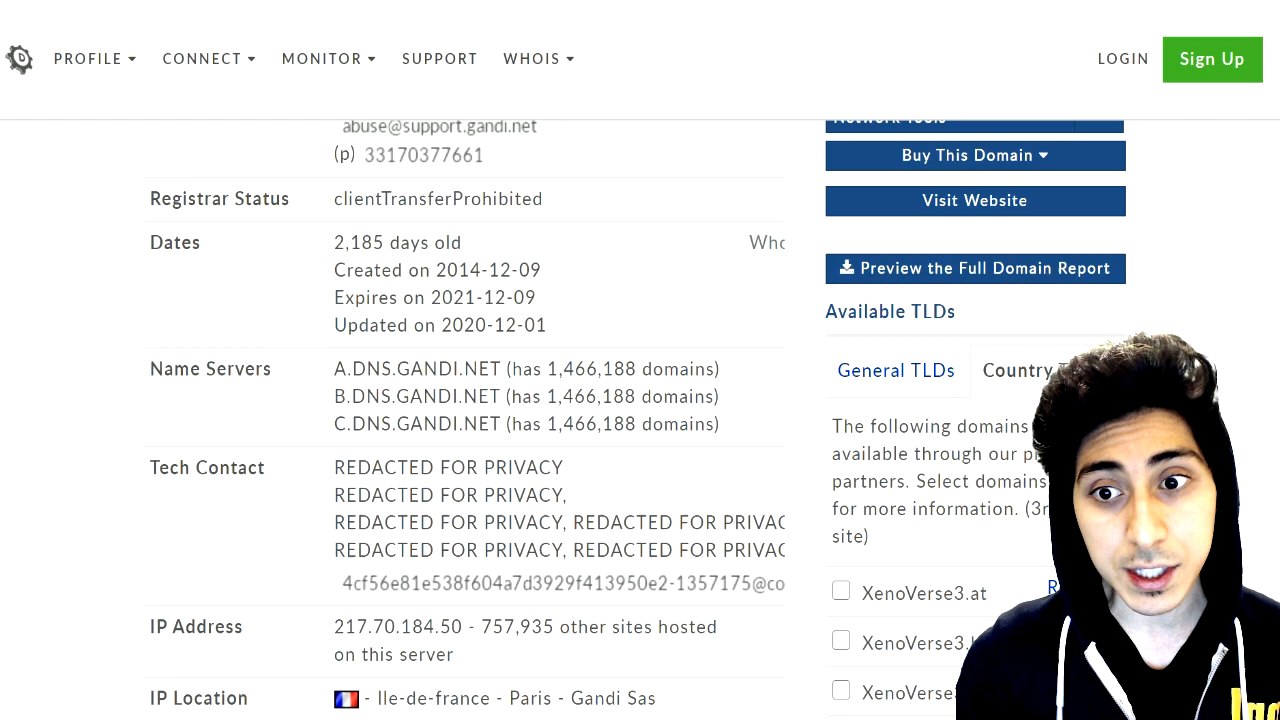 PROFILE CONNECT MONITOR SUPPORT WHOIS LOGIN Sign Up
abuse@support.gandi.net
(p) 33170377661
Registrar Status clientTransferProhibited
Dates 2,185 days old
Created on 2014-12-09
Expires on 2021-12-09
Updated on 2020-12-01
Name Servers A.DNS.GANDI.NET (has 1,466,188 domains)
B.DNS.GANDI.NET (has 1,466,188 domains)
C.DNS.GANDI.NET (has 1,466,188 domains)
Tech Contact REDACTED FOR PRIVACY
REDACTED FOR PRIVACY,
REDACTED FOR PRIVACY, REDACTED FOR PRIVAC
REDACTED FOR PRIVACY, REDACTED FOR PRIVAC
4cf56e81e538f604a7d3929f413950e2-1357175@co
IP Address 217.70.184.50 - 757,935 other sites hosted
on this server
IP Location - Ile-de-france - Paris - Gandi Sas
Network Tools
Buy This Domain
Visit Website
Preview the Full Domain Report
Available TLDs
General TLDs Country
The following domains
available through our
partners. Select domains
for more information. (3r
site)
XenoVerse3.at
XenoVerse3.
XenoVerse